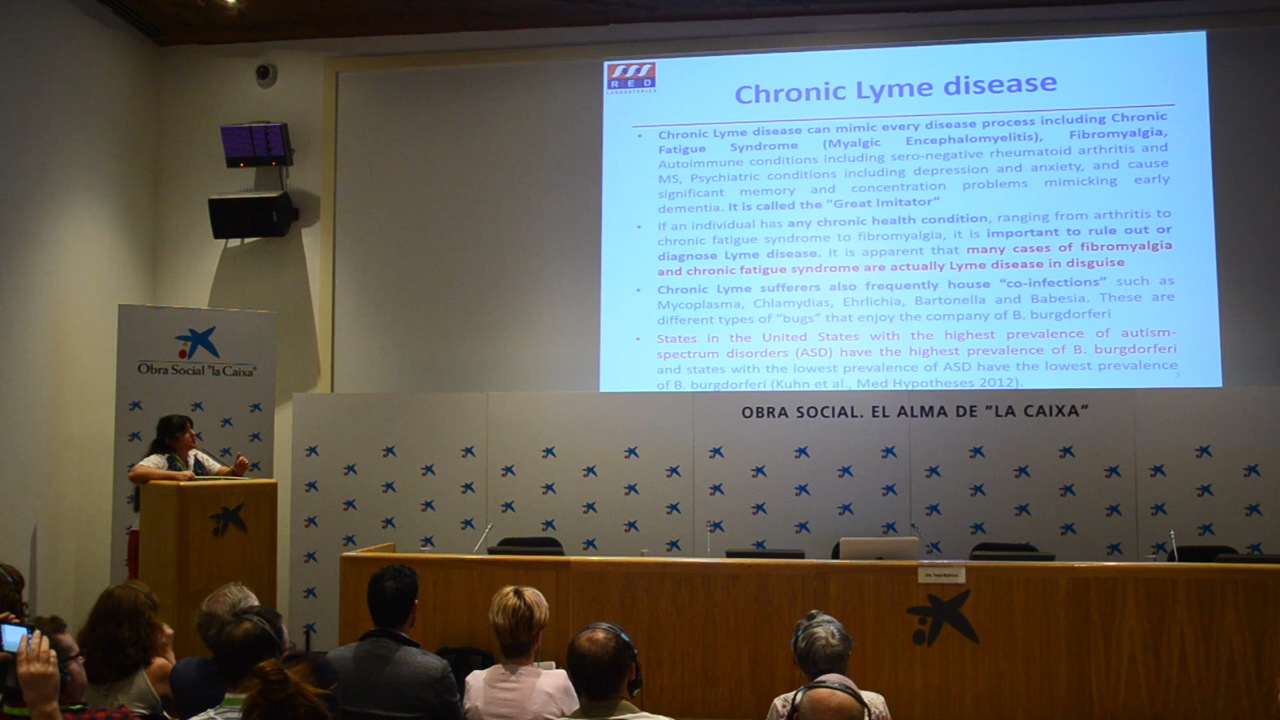 RED
LABORATORIES
Chronic Lyme disease
• Chronic Lyme disease can mimic every disease process including Chronic
Fatigue Syndrome (Myalgic Encephalomyelitis), Fibromyalgia,
Autoimmune conditions including sero-negative rheumatoid arthritis and
MS, Psychiatric conditions including depression and anxiety, and cause
significant memory and concentration problems mimicking early
dementia. It is called the "Great Imitator"
• If an individual has any chronic health condition, ranging from arthritis to
chronic fatigue syndrome to fibromyalgia, it is important to rule out or
diagnose Lyme disease. It is apparent that many cases of fibromyalgia
and chronic fatigue syndrome are actually Lyme disease in disguise
• Chronic Lyme sufferers also frequently house "co-infections" such as
Mycoplasma, Chlamydias, Ehrlichia, Bartonella and Babesia. These are
different types of "bugs" that enjoy the company of B. burgdorferi
• States in the United States with the highest prevalence of autism-
spectrum disorders (ASD) have the highest prevalence of B. burgdorferi
and states with the lowest prevalence of ASD have the lowest prevalence
of B. burgdorferi (Kuhn et al., Med Hypotheses 2012).
Obra Social "la Caixa"
OBRA SOCIAL. EL ALMA DE "LA CAIXA"